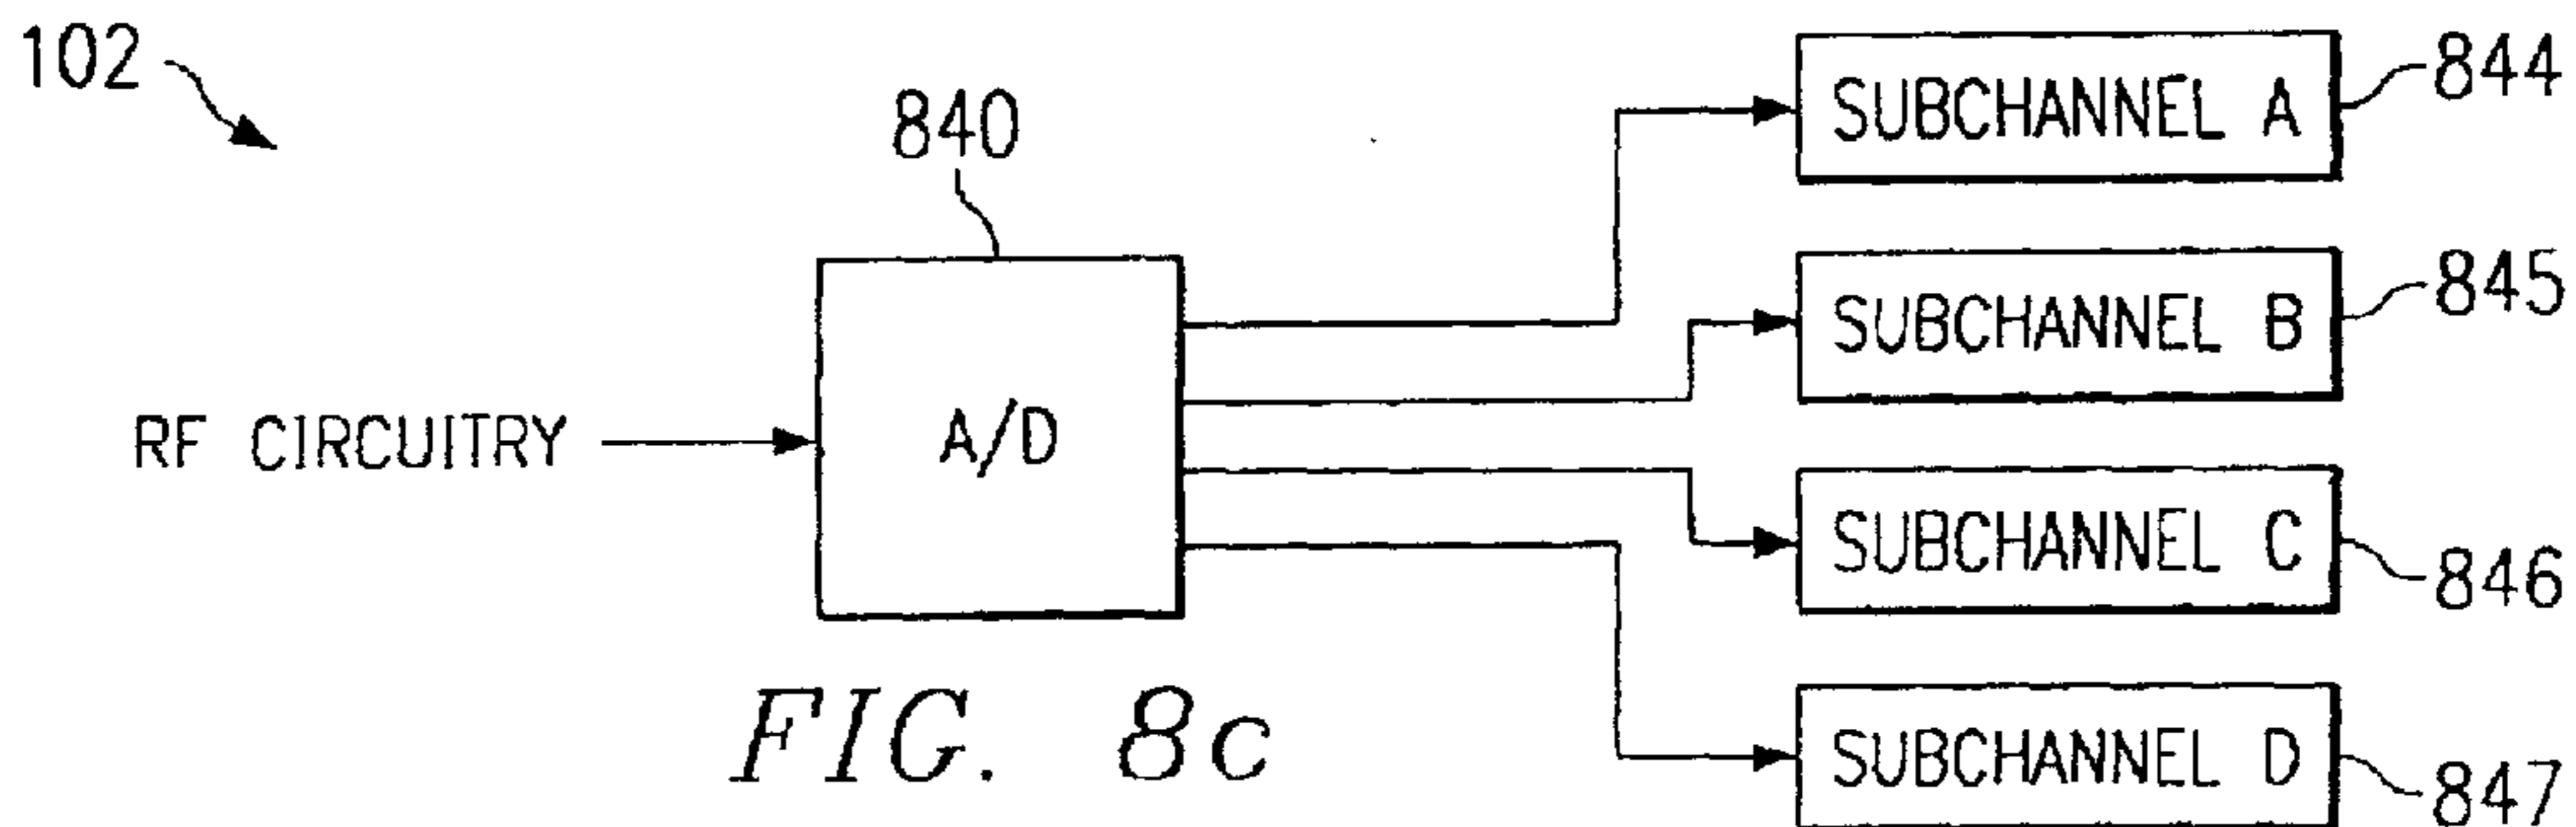 102
840
RF CIRCUITRY
A/D
SUBCHANNEL A
844
SUBCHANNEL B
845
SUBCHANNEL C
846
SUBCHANNEL D
847
FIG. 8c